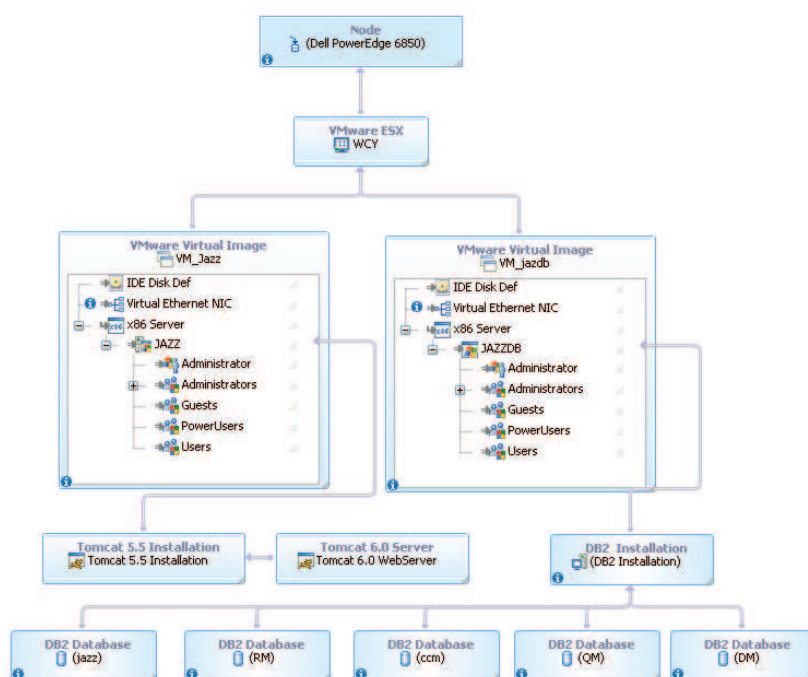 Node
(Dell PowerEdge 6850)
VMware ESX
WCY
VMware Virtual Image
VM_Jazz
IDE Disk Def
Virtual Ethernet NIC
x86 Server
JAZZ
Administrator
Administrators
Guests
PowerUsers
Users
VMware Virtual Image
VM_jazdb
IDE Disk Def
Virtual Ethernet NIC
x86 Server
JAZZDB
Administrator
Administrators
Guests
PowerUsers
Users
Tomcat 5.5 Installation
Tomcat 5.5 Installation
Tomcat 6.0 Server
Tomcat 6.0 WebServer
DB2 Installation
(DB2 Installation)
DB2 Database
(jazz)
DB2 Database
(RM)
DB2 Database
(ccm)
DB2 Database
(QM)
DB2 Database
(DM)